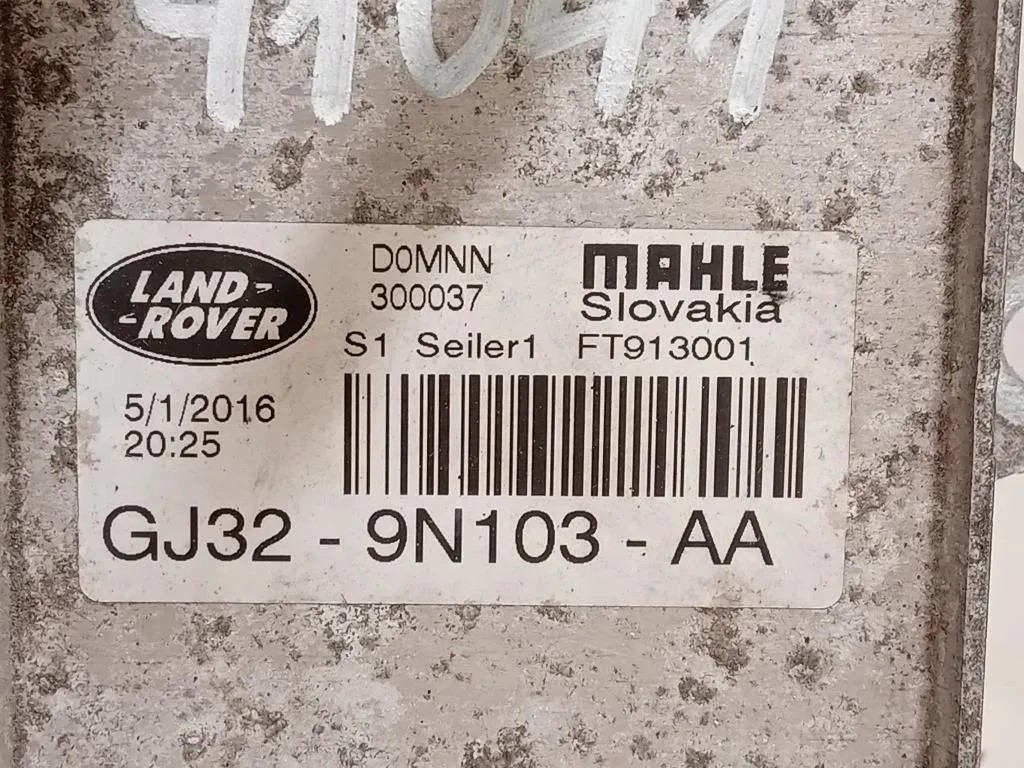 LAND-
-ROVER
D0MNN
300037
MAHLE
Slovakia
S1 Seiler1 FT913001
5/1/2016
20:25
GJ32 - 9N103 - AA